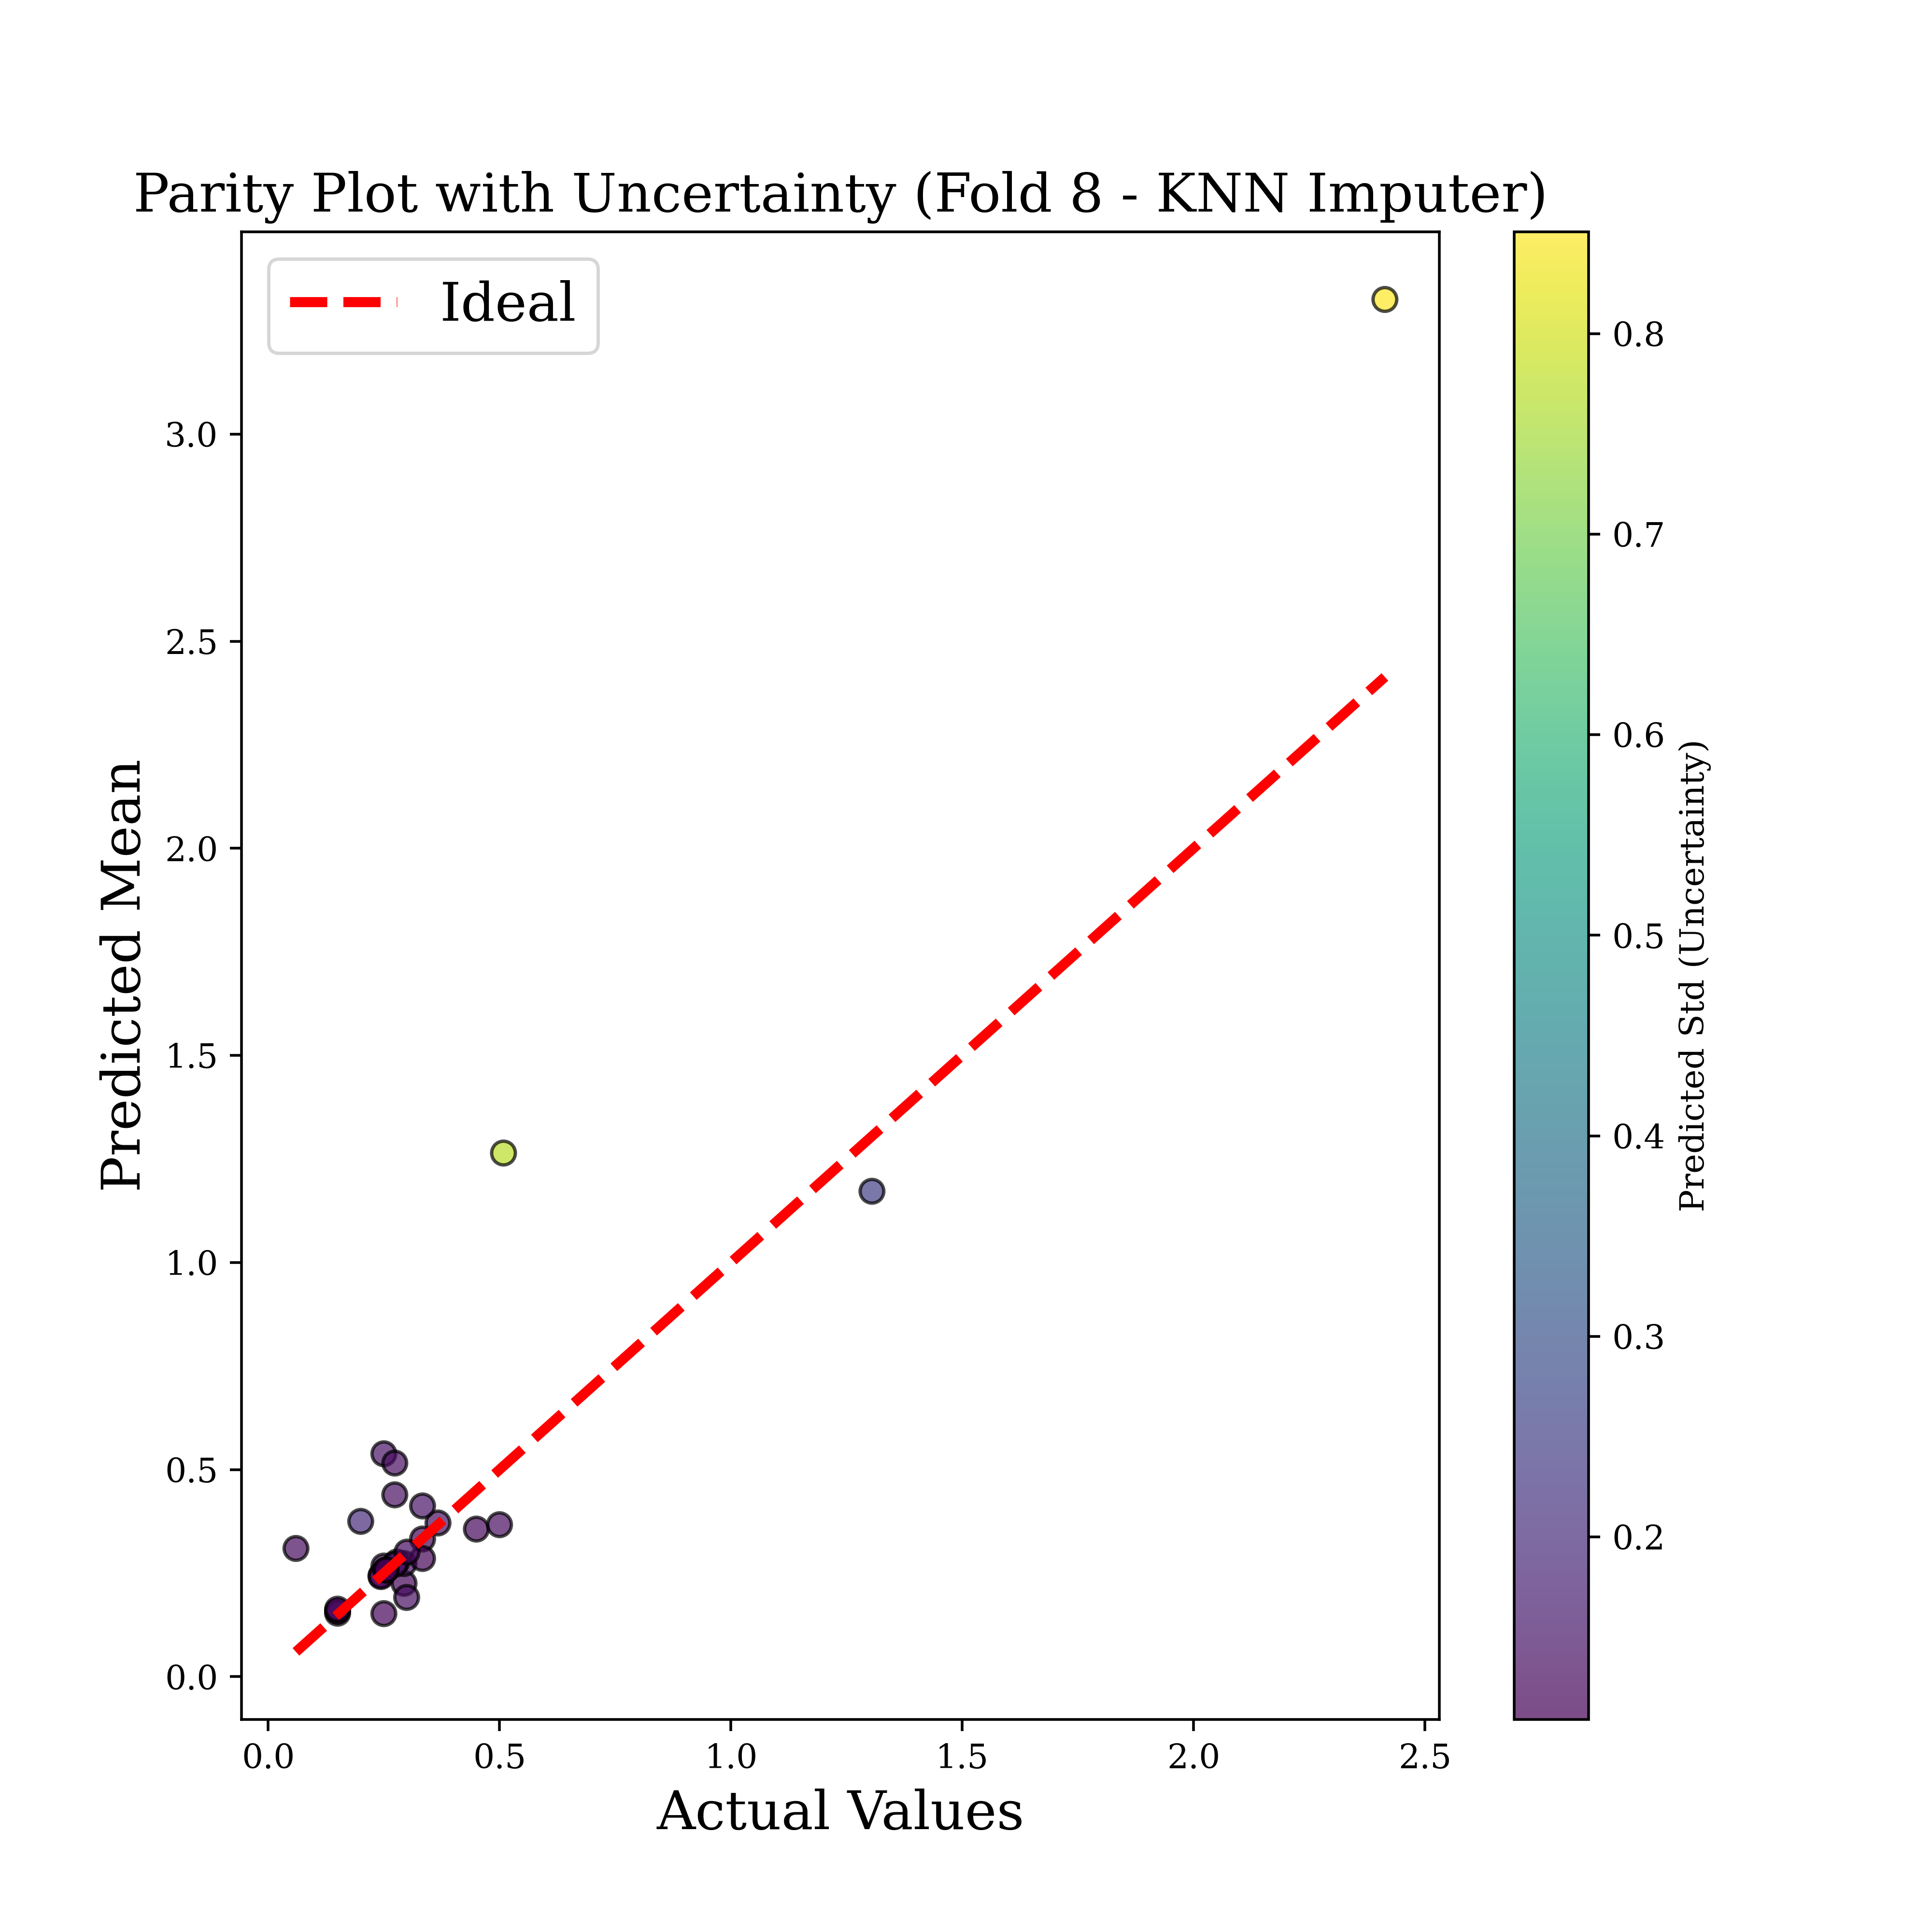 Parity Plot with Uncertainty (Fold 8 - KNN Imputer)
Ideal
Predicted Mean
3.0
2.5
2.0
1.5
1.0
0.5
0.0
0.0 0.5 1.0 1.5 2.0 2.5
Actual Values
0.8
0.7
0.6
0.5
0.4
0.3
0.2
Predicted Std (Uncertainty)